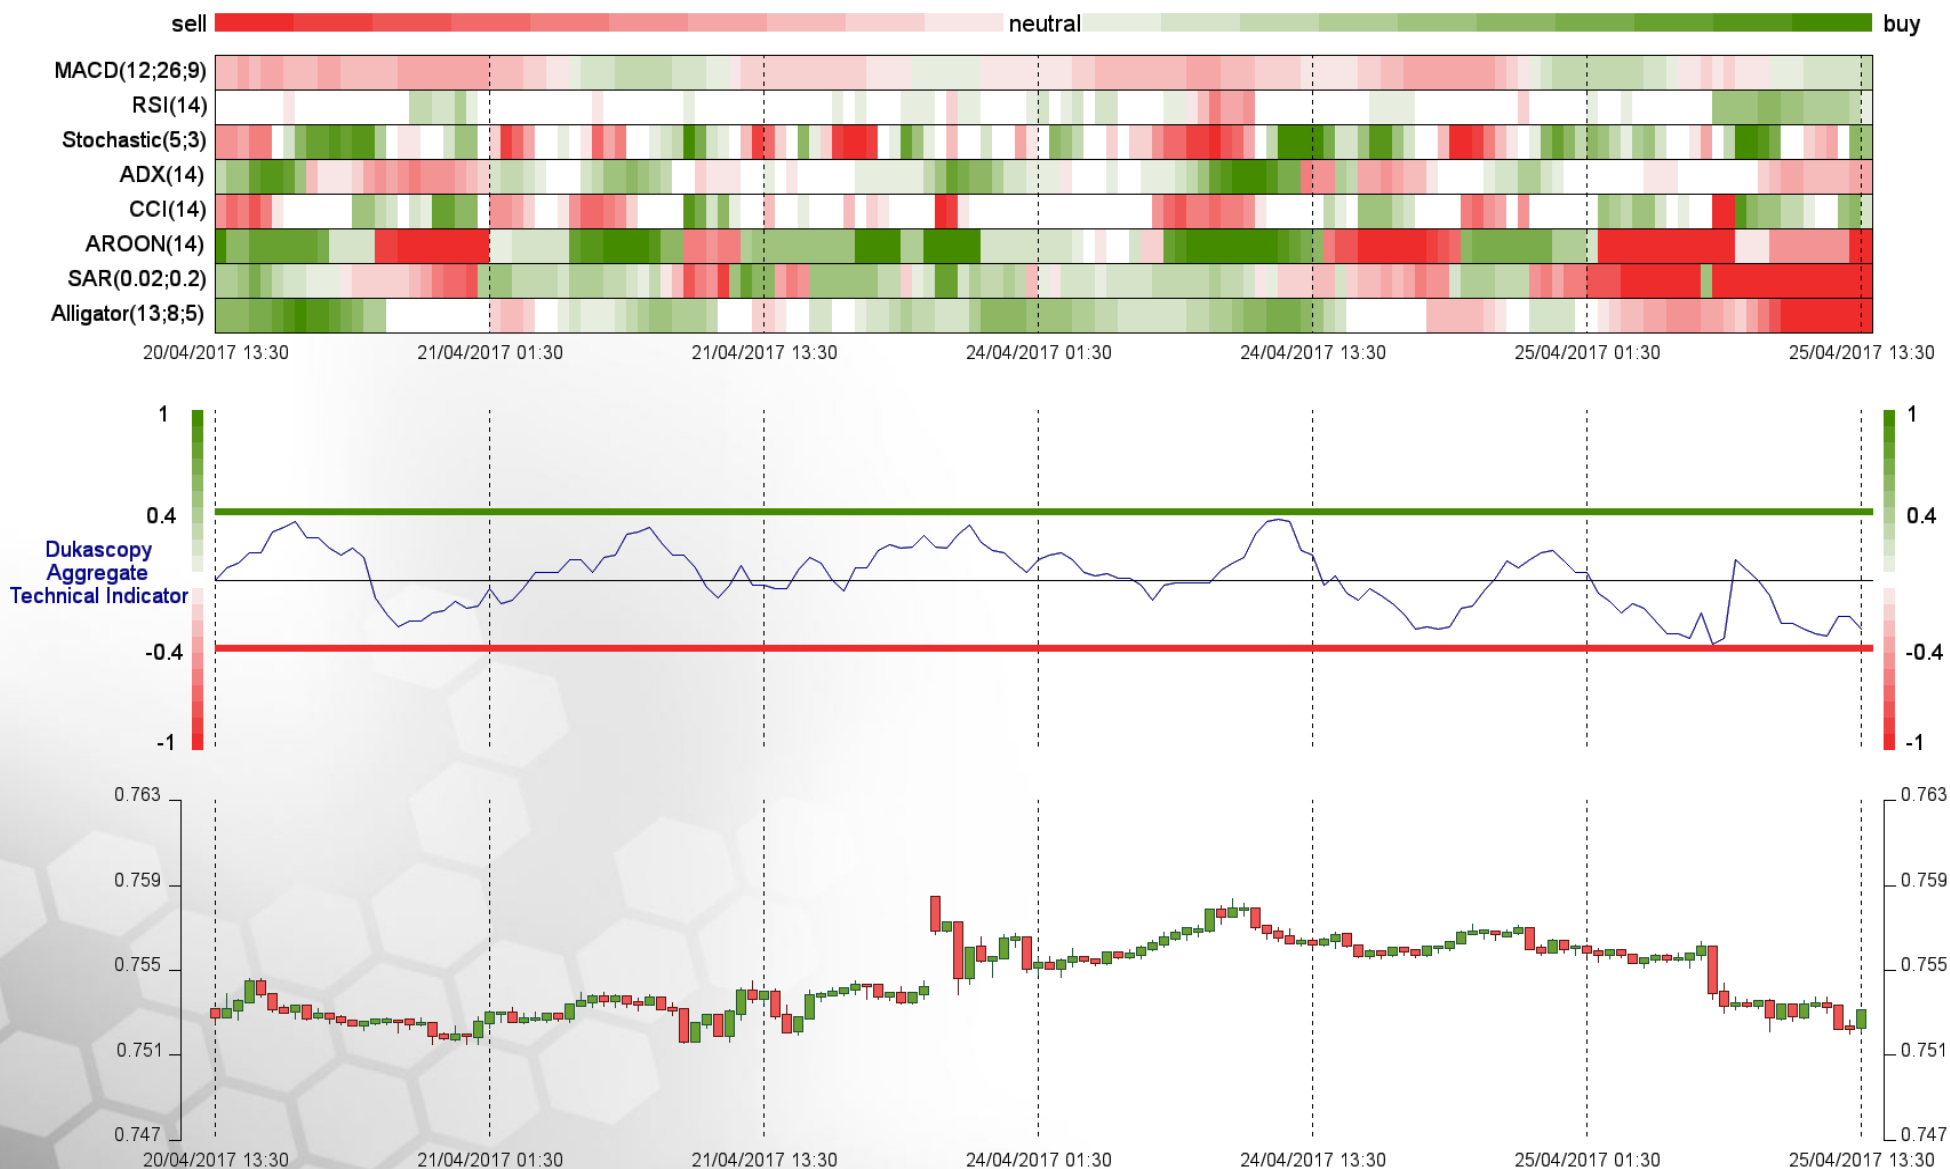 sell neutral buy
MACD(12;26;9)
RSI(14)
Stochastic(5;3)
ADX(14)
CCI(14)
AROON(14)
SAR(0.02;0.2)
Alligator(13;8;5)
20/04/2017 13:30 21/04/2017 01:30 21/04/2017 13:30 24/04/2017 01:30 24/04/2017 13:30 25/04/2017 01:30 25/04/2017 13:30
1 1
0.4 0.4
Dukascopy
Aggregate
Technical Indicator
-0.4 -0.4
-1 -1
0.763 0.763
0.759 0.759
0.755 0.755
0.751 0.751
0.747 0.747
20/04/2017 13:30 21/04/2017 01:30 21/04/2017 13:30 24/04/2017 01:30 24/04/2017 13:30 25/04/2017 01:30 25/04/2017 13:30